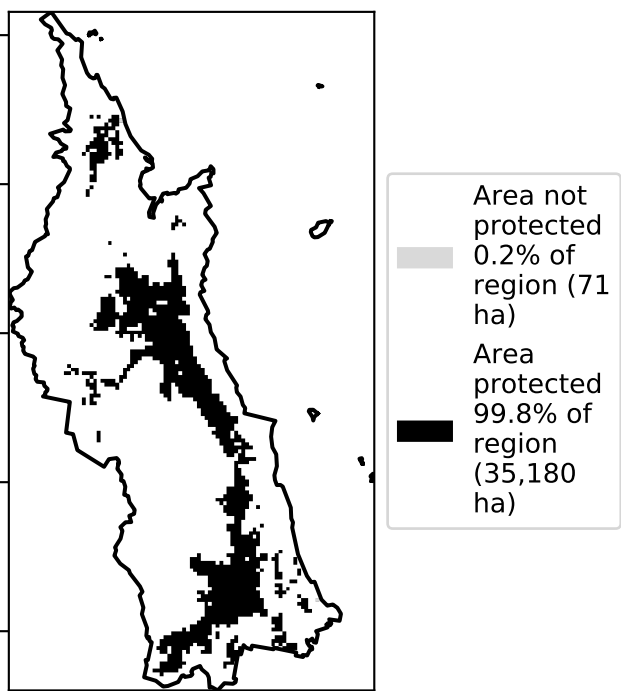 Area not
protected
0.2% of
region (71
ha)
Area
protected
99.8% of
region
(35,180
ha)